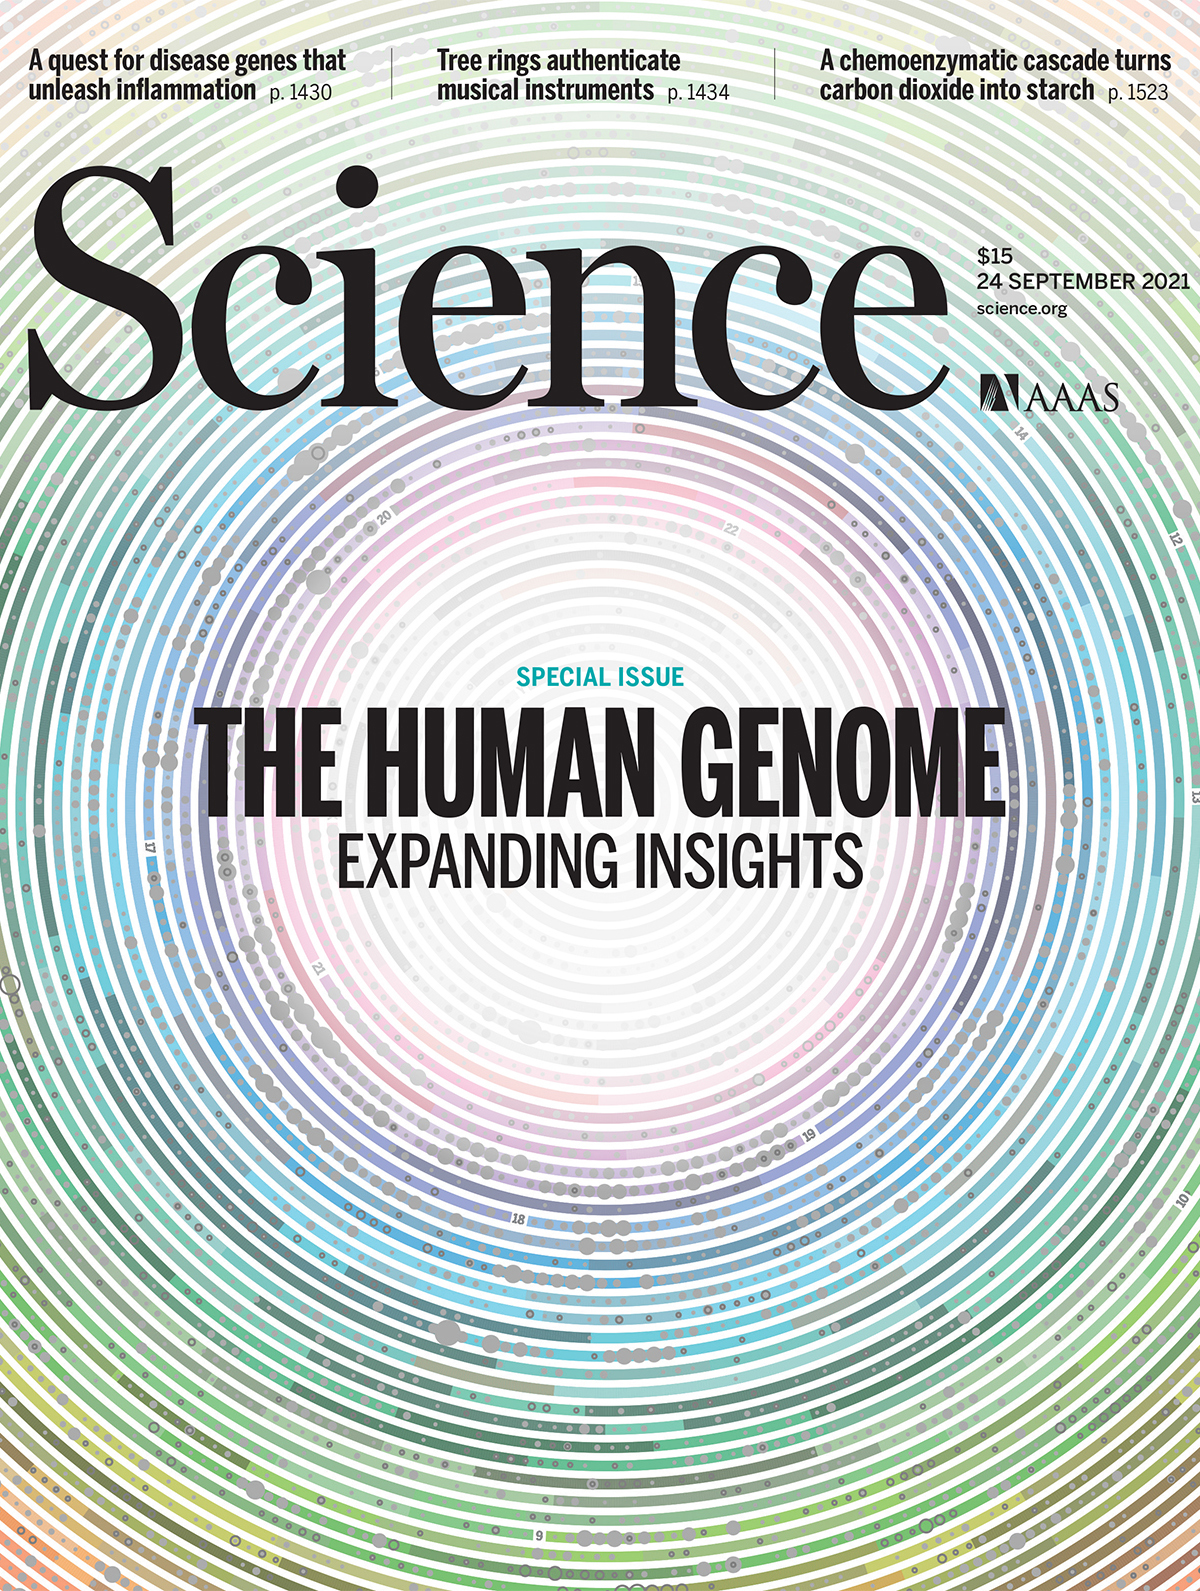 A quest for disease genes that
unleash inflammation p. 1430
Tree rings authenticate
musical instruments p. 1434
A chemoenzymatic cascade turns
carbon dioxide into starch p. 1523
Science
$15
24 SEPTEMBER 2021
science.org
AAAS
14
12
20
22
SPECIAL ISSUE
THE HUMAN GENOME
EXPANDING INSIGHTS
13
17
21
19
10
18
9